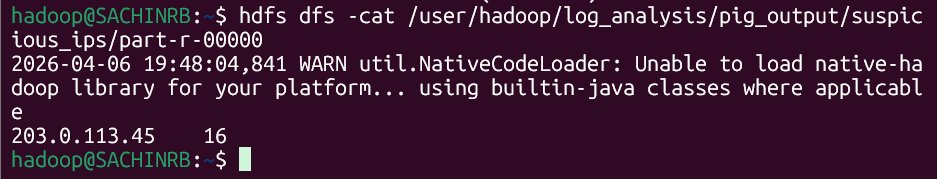 hadoop@SACHINRB:~$ hdfs dfs -cat /user/hadoop/log_analysis/pig_output/suspic
ious_ips/part-r-00000
2026-04-06 19:48:04,841 WARN util.NativeCodeLoader: Unable to load native-ha
doop library for your platform... using builtin-java classes where applicabl
e
203.0.113.45    16
hadoop@SACHINRB:~$